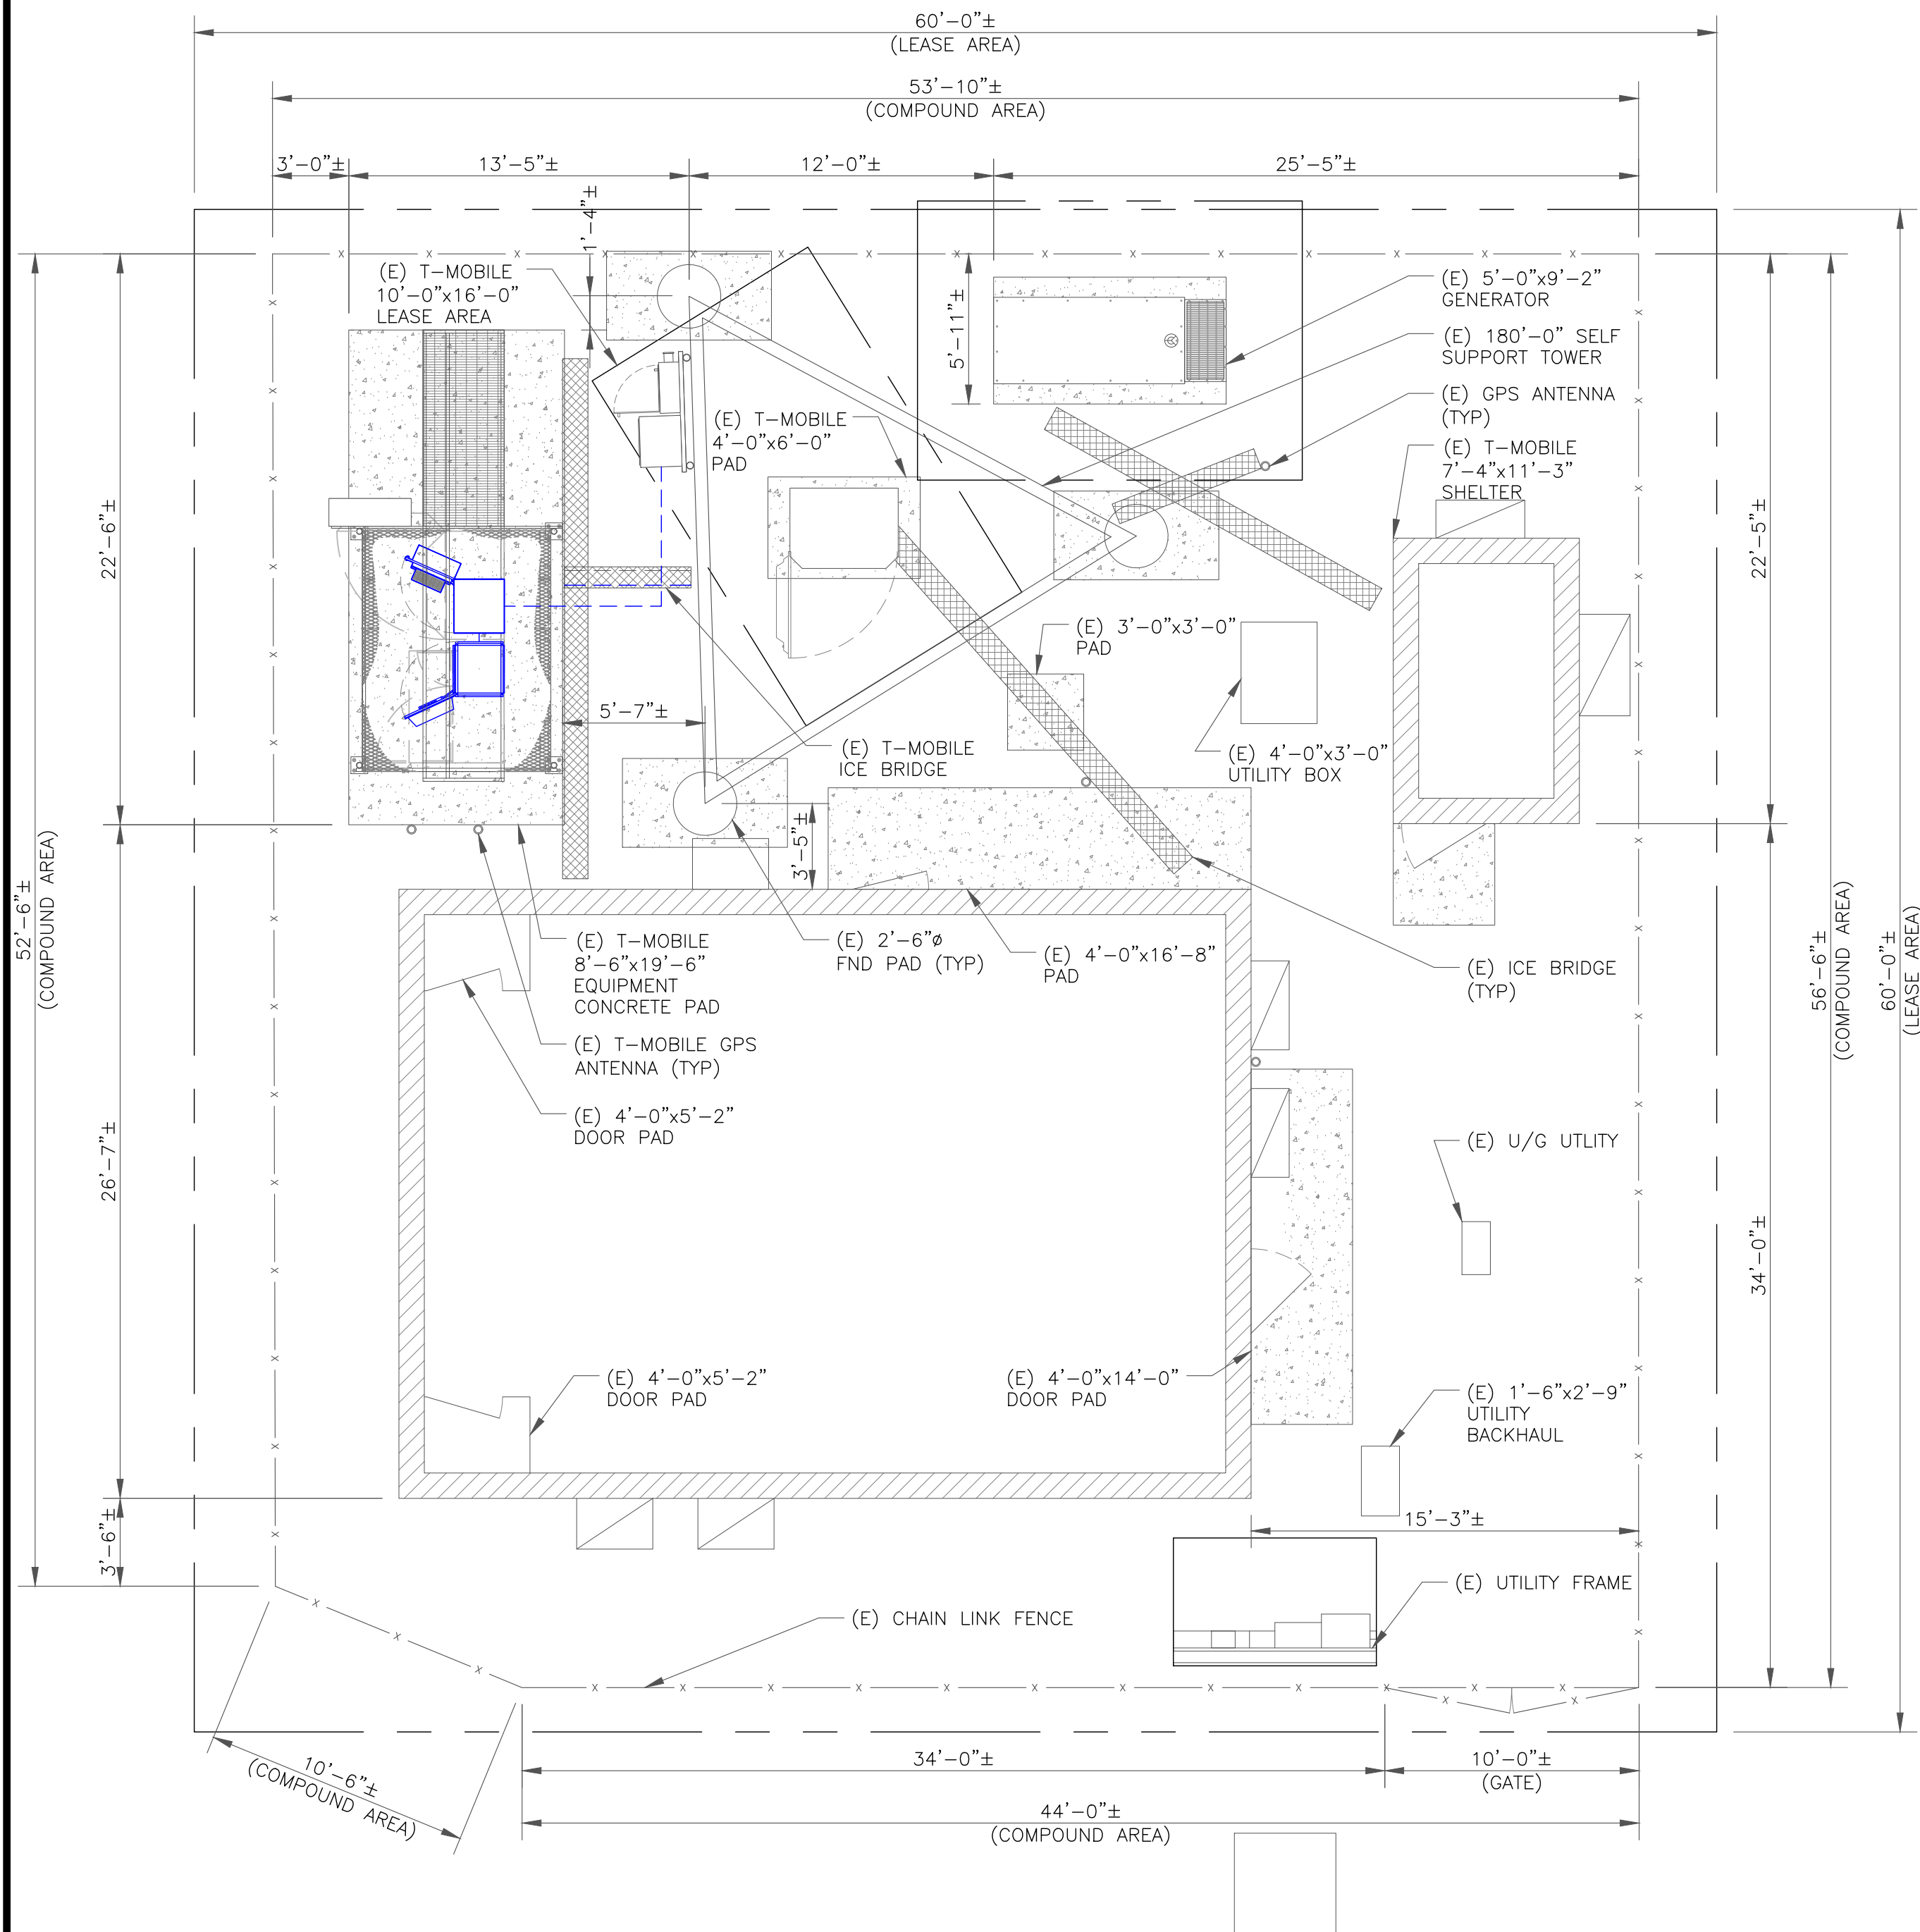 60'-0"±
(LEASE AREA)
53'-10"±
(COMPOUND AREA)
3'-0"±
13'-5"±
12'-0"±
25'-5"±
1'-4"±
(E) T-MOBILE
10'-0"x16'-0"
LEASE AREA
5'-11"±
(E) 5'-0"x9'-2"
GENERATOR
(E) 180'-0" SELF
SUPPORT TOWER
(E) GPS ANTENNA
(TYP)
(E) T-MOBILE
4'-0"x6'-0"
PAD
(E) T-MOBILE
7'-4"x11'-3"
SHELTER
22'-6"±
22'-5"±
(E) 3'-0"x3'-0"
PAD
5'-7"±
(E) T-MOBILE
ICE BRIDGE
(E) 4'-0"x3'-0"
UTILITY BOX
3'-5"±
52'-6"±
(COMPOUND AREA)
(E) T-MOBILE
8'-6"x19'-6"
EQUIPMENT
CONCRETE PAD
(E) 2'-6"ø
FND PAD (TYP)
(E) 4'-0"x16'-8"
PAD
(E) ICE BRIDGE
(TYP)
56'-6"±
(COMPOUND AREA)
60'-0"±
(LEASE AREA)
(E) T-MOBILE GPS
ANTENNA (TYP)
(E) 4'-0"x5'-2"
DOOR PAD
26'-7"±
(E) U/G UTLITY
34'-0"±
(E) 4'-0"x5'-2"
DOOR PAD
(E) 4'-0"x14'-0"
DOOR PAD
(E) 1'-6"x2'-9"
UTILITY
BACKHAUL
3'-6"±
15'-3"±
(E) UTILITY FRAME
(E) CHAIN LINK FENCE
10'-6"±
(COMPOUND AREA)
34'-0"±
10'-0"±
(GATE)
44'-0"±
(COMPOUND AREA)